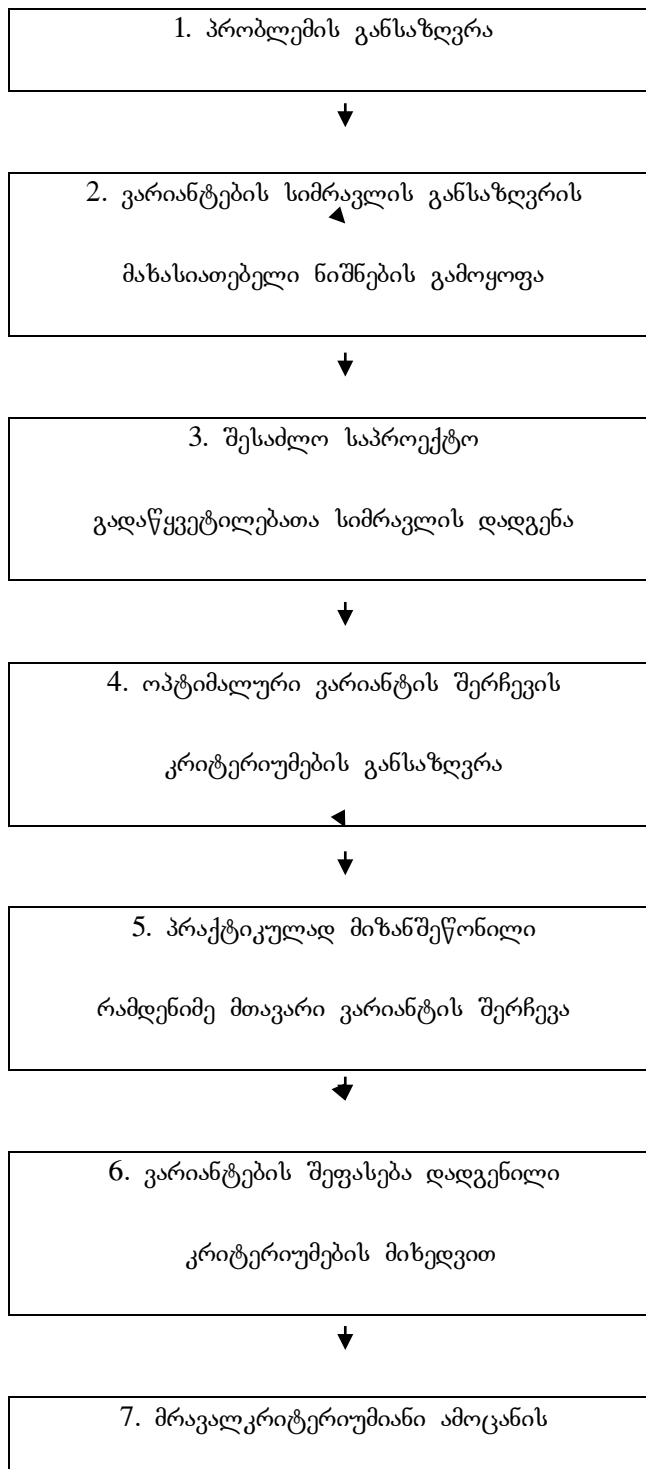 1. პრობლემის განსაზღვრა
2. ვარიანტების სიმრავლის განსაზღვრის
მახასიათებელი ნიშნების გამოყოფა
3. შესაძლო საპროექტო
გადაწყვეტილებათა სიმრავლის დადგენა
4. ოპტიმალური ვარიანტის შერჩევის
კრიტერიუმების განსაზღვრა
5. პრაქტიკულად მიზანშეწონილი
რამდენიმე მთავარი ვარიანტის შერჩევა
6. ვარიანტების შეფასება დადგენილი
კრიტერიუმების მიხედვით
7. მრავალკრიტერიუმიანი ამოცანის